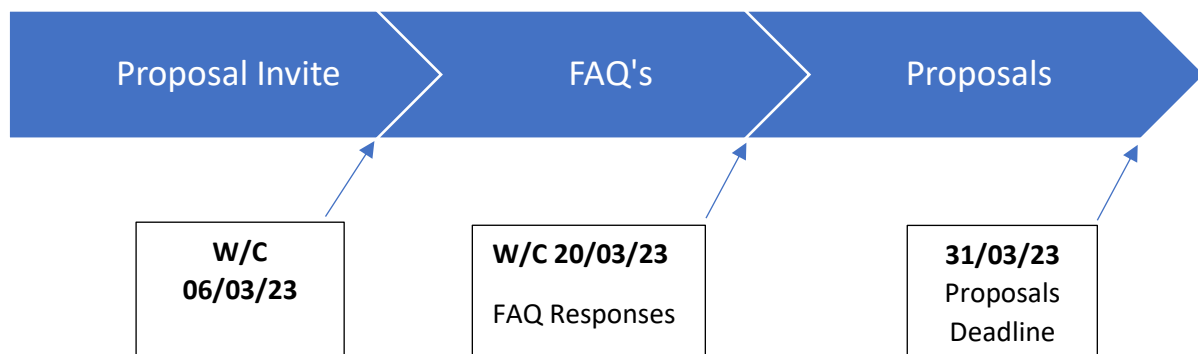 Proposal Invite
FAQ's
Proposals
W/C
06/03/23
W/C 20/03/23
FAQ Responses
31/03/23
Proposals
Deadline